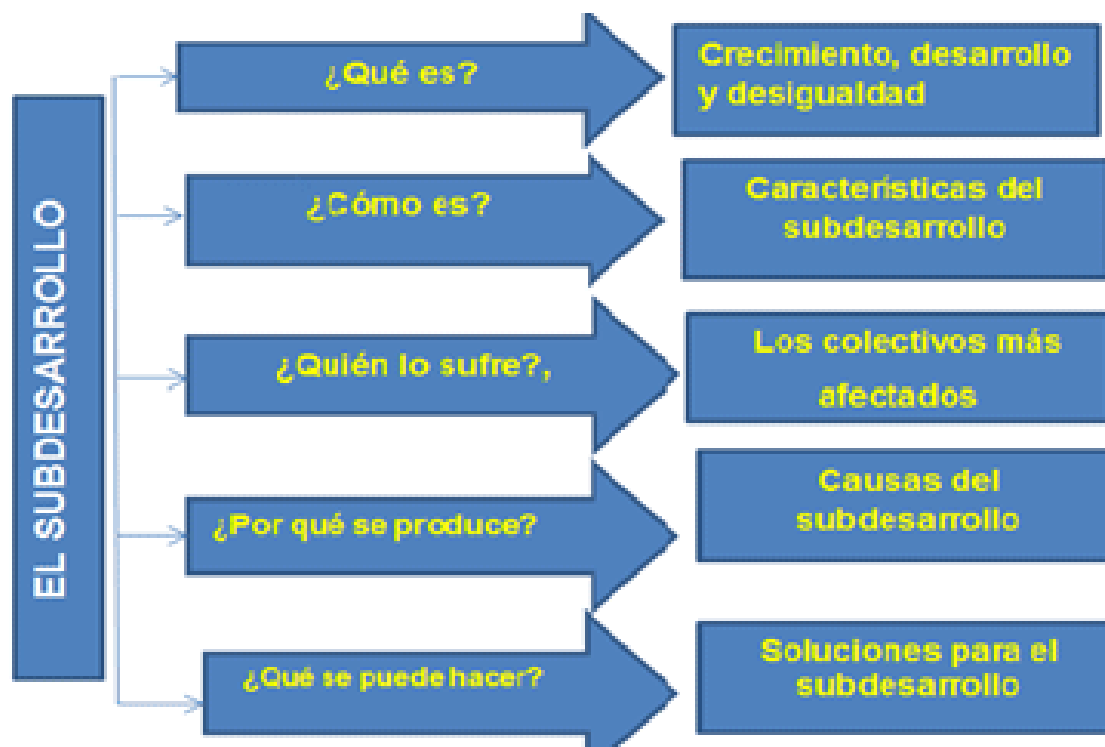 EL SUBDESARROLLO
¿Qué es?
Crecimiento, desarrollo
y desigualdad
¿Cómo es?
Características del
subdesarrollo
¿Quién lo sufre?,
Los colectivos más
afectados
¿Por qué se produce?
Causas del
subdesarrollo
¿Qué se puede hacer?
Soluciones para el
subdesarrollo